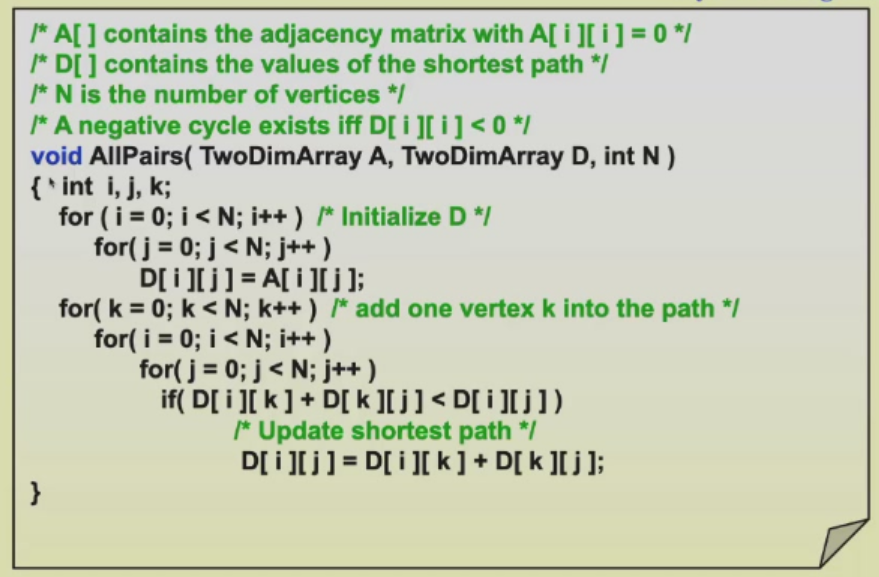 /* A[ ] contains the adjacency matrix with A[ i ][ i ] = 0 */
/* D[ ] contains the values of the shortest path */
/* N is the number of vertices */
/* A negative cycle exists iff D[ i ][ i ] < 0 */
void AllPairs( TwoDimArray A, TwoDimArray D, int N )
{ int i, j, k;
for ( i = 0; i < N; i++ ) /* Initialize D */
for( j = 0; j < N; j++ )
D[ i ][ j ] = A[ i ][ j ];
for( k = 0; k < N; k++ ) /* add one vertex k into the path */
for( i = 0; i < N; i++ )
for( j = 0; j < N; j++ )
if( D[ i ][ k ] + D[ k ][ j ] < D[ i ][ j ] )
/* Update shortest path */
D[ i ][ j ] = D[ i ][ k ] + D[ k ][ j ];
}